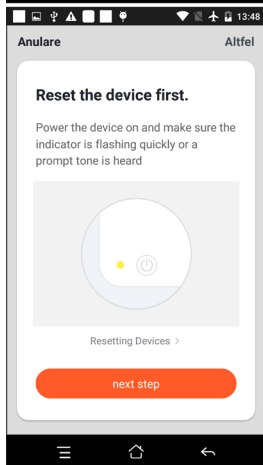 13:48
Anulare Altfel
Reset the device first.
Power the device on and make sure the
indicator is flashing quickly or a
prompt tone is heard
Resetting Devices >
next step